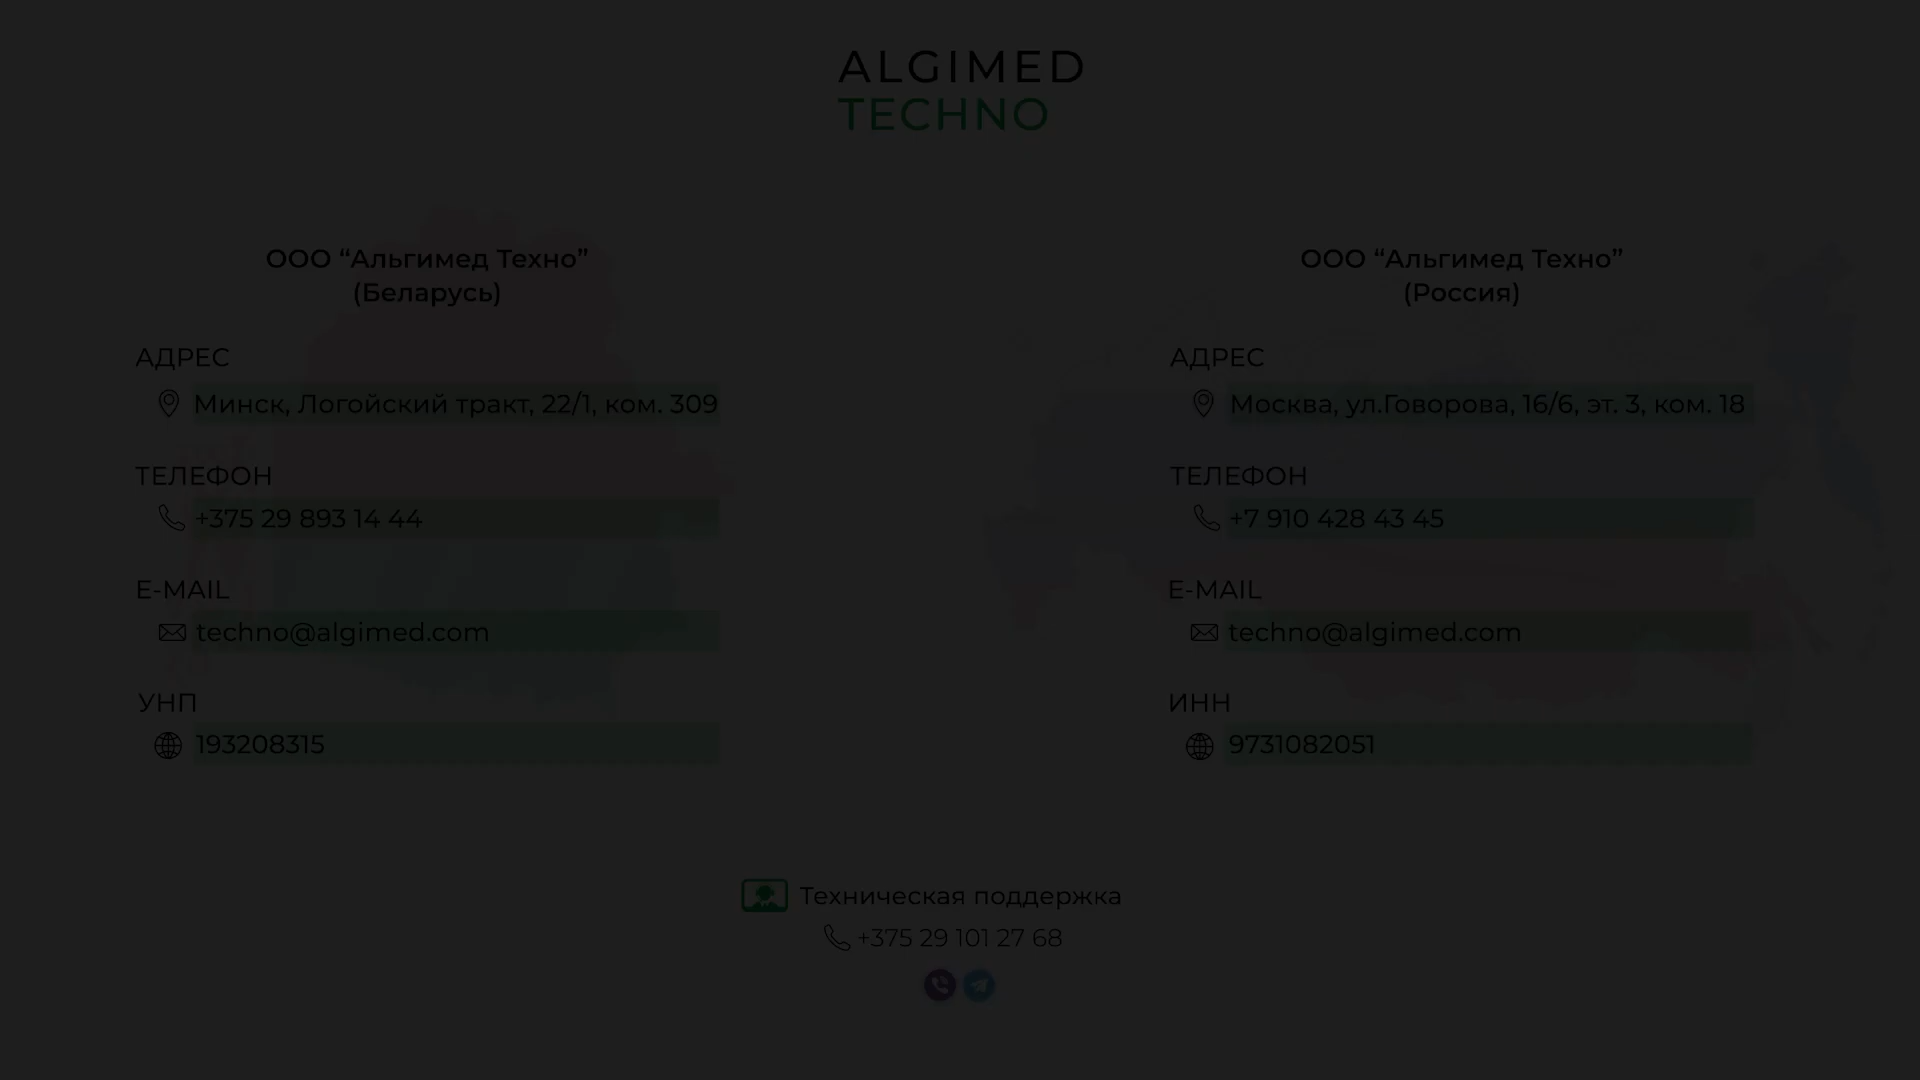 ALGIMED
TECHNO
ООО “Альгимед Техно”
(Беларусь)
АДРЕС
Минск, Логойский тракт, 22/1, ком. 309
ТЕЛЕФОН
+375 29 893 14 44
E-MAIL
techno@algimed.com
УНП
193208315
ООО “Альгимед Техно”
(Россия)
АДРЕС
Москва, ул.Говорова, 16/6, эт. 3, ком. 18
ТЕЛЕФОН
+7 910 428 43 45
E-MAIL
techno@algimed.com
ИНН
9731082051
Техническая поддержка
+375 29 101 27 68